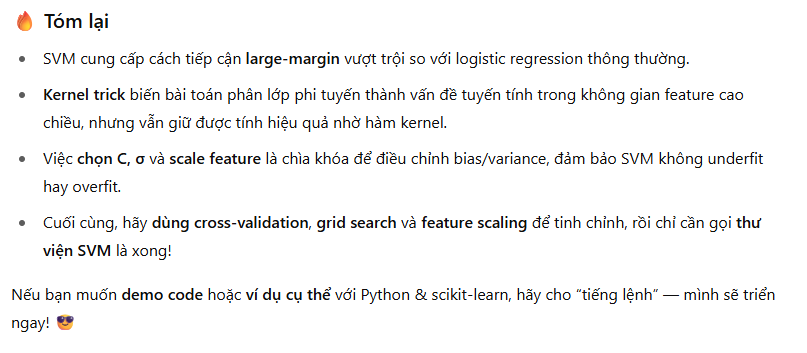 🔥 Tóm lại
• SVM cung cấp cách tiếp cận large-margin vượt trội so với logistic regression thông thường.
• Kernel trick biến bài toán phân lớp phi tuyến thành vấn đề tuyến tính trong không gian feature cao
chiều, nhưng vẫn giữ được tính hiệu quả nhờ hàm kernel.
• Việc chọn C, σ và scale feature là chìa khóa để điều chỉnh bias/variance, đảm bảo SVM không underfit
hay overfit.
• Cuối cùng, hãy dùng cross-validation, grid search và feature scaling để tinh chỉnh, rồi chỉ cần gọi thư
viện SVM là xong!
Nếu bạn muốn demo code hoặc ví dụ cụ thể với Python & scikit-learn, hãy cho “tiếng lệnh” — mình sẽ triển
ngay! 😎